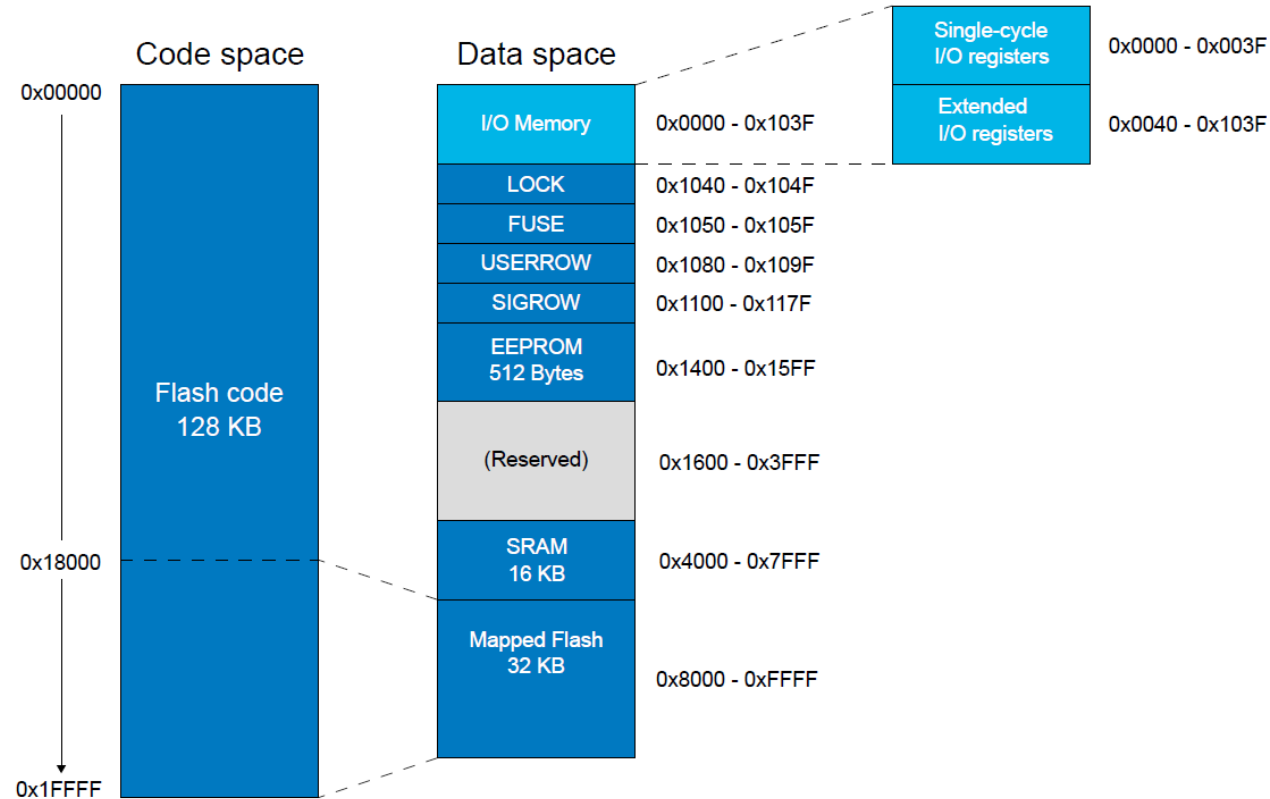 Code space
0x00000
Flash code
128 KB
0x18000
0x1FFFF
Data space
I/O Memory
0x0000 - 0x103F
LOCK
0x1040 - 0x104F
FUSE
0x1050 - 0x105F
USERROW
0x1080 - 0x109F
SIGROW
0x1100 - 0x117F
EEPROM
512 Bytes
0x1400 - 0x15FF
(Reserved)
0x1600 - 0x3FFF
SRAM
16 KB
0x4000 - 0x7FFF
Mapped Flash
32 KB
0x8000 - 0xFFFF
Single-cycle
I/O registers
0x0000 - 0x003F
Extended
I/O registers
0x0040 - 0x103F